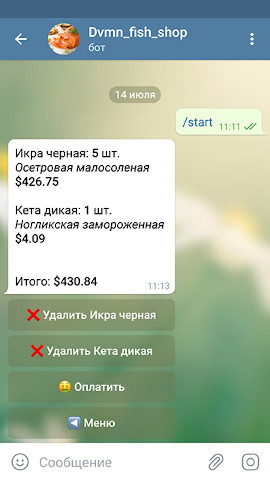 Dvmn_fish_shop
бот
14 июля
/start 11:11
Икра черная: 5 шт.
Осетровая малосоленая
$426.75
Кета дикая: 1 шт.
Ногликская замороженная
$4.09
Итого: $430.84
11:13
❌ Удалить Икра черная
❌ Удалить Кета дикая
🤑 Оплатить
◀️ Меню
Сообщение